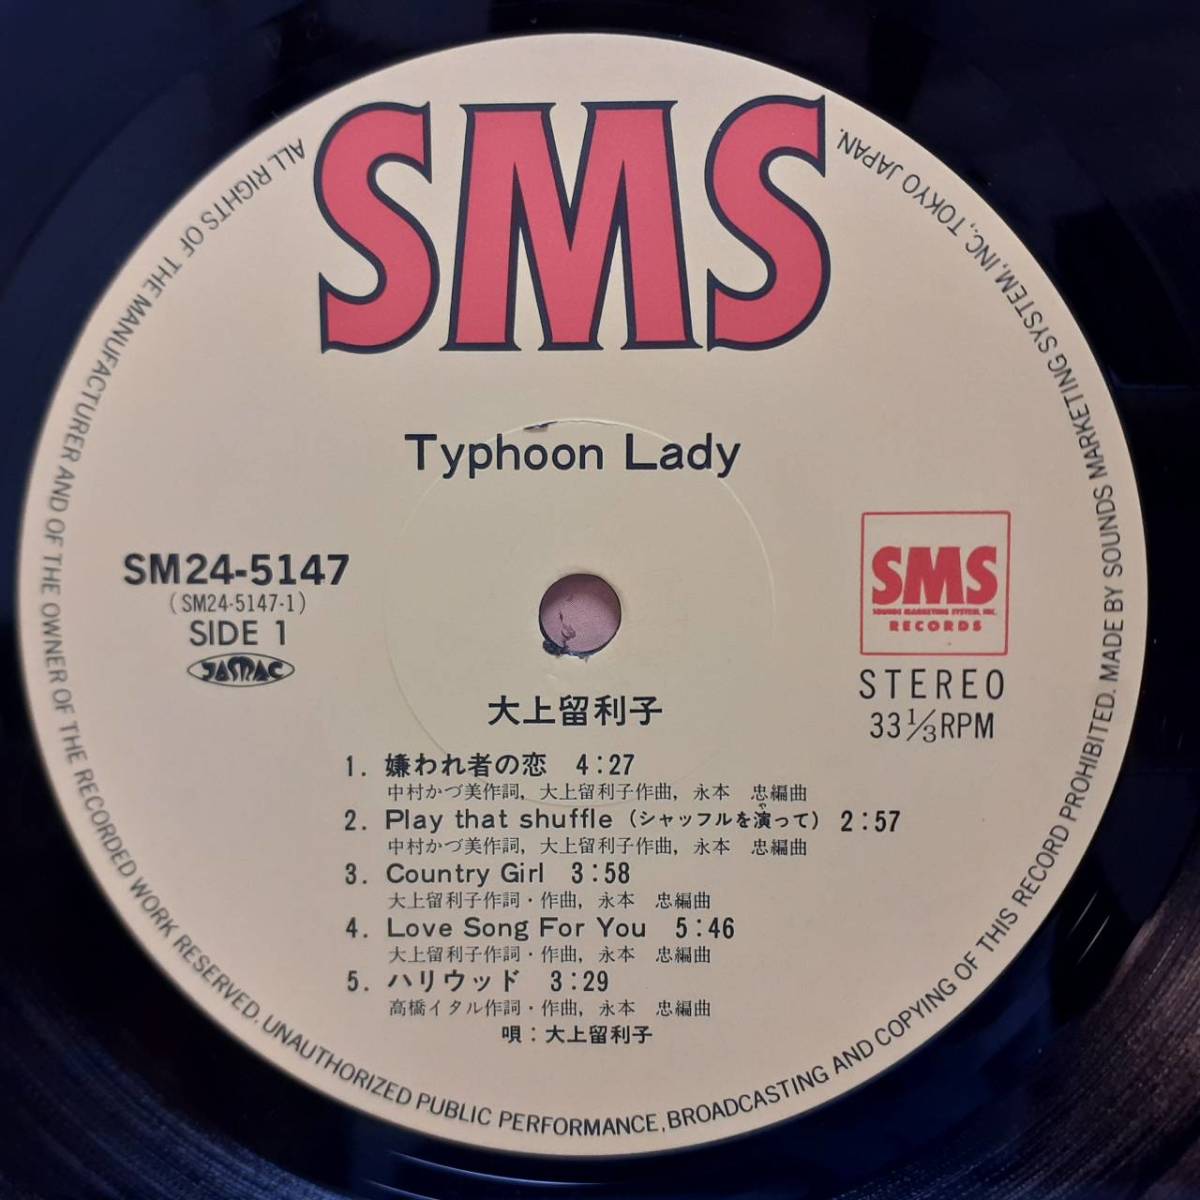 SMS
Typhoon Lady
SM24-5147
(SM24-5147-1)
SIDE 1
JASRAC
SMS
SOUNDS MARKETING SYSTEM, INC.
RECORDS
STEREO
33 1/3 RPM
大上留利子
1. 嫌われ者の恋 4:27
中村かづ美作詞, 大上留利子作曲, 永本 忠編曲
2. Play that shuffle (シャッフルを演って) 2:57
や
中村かづ美作詞, 大上留利子作曲, 永本 忠編曲
3. Country Girl 3:58
大上留利子作詞・作曲, 永本 忠編曲
4. Love Song For You 5:46
大上留利子作詞・作曲, 永本 忠編曲
5. ハリウッド 3:29
高橋イタル作詞・作曲, 永本 忠編曲
唄:大上留利子
ALL RIGHTS OF THE MANUFACTURER AND OF THE OWNER OF THE RECORDED WORK RESERVED. UNAUTHORIZED PUBLIC PERFORMANCE, BROADCASTING AND COPYING OF THIS RECORD PROHIBITED. MADE BY SOUNDS MARKETING SYSTEM, INC., TOKYO JAPAN.